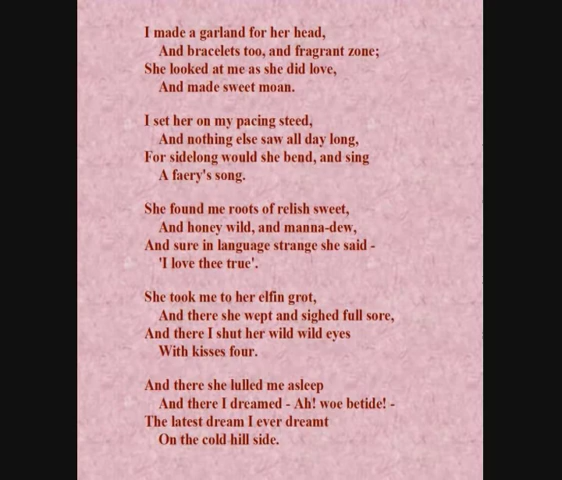 I made a garland for her head,
And bracelets too, and fragrant zone;
She looked at me as she did love,
And made sweet moan.
I set her on my pacing steed,
And nothing else saw all day long,
For sidelong would she bend, and sing
A faery's song.
She found me roots of relish sweet,
And honey wild, and manna-dew,
And sure in language strange she said -
'I love thee true'.
She took me to her elfin grot,
And there she wept and sighed full sore,
And there I shut her wild wild eyes
With kisses four.
And there she lulled me asleep
And there I dreamed - Ah! woe betide! -
The latest dream I ever dreamt
On the cold hill side.